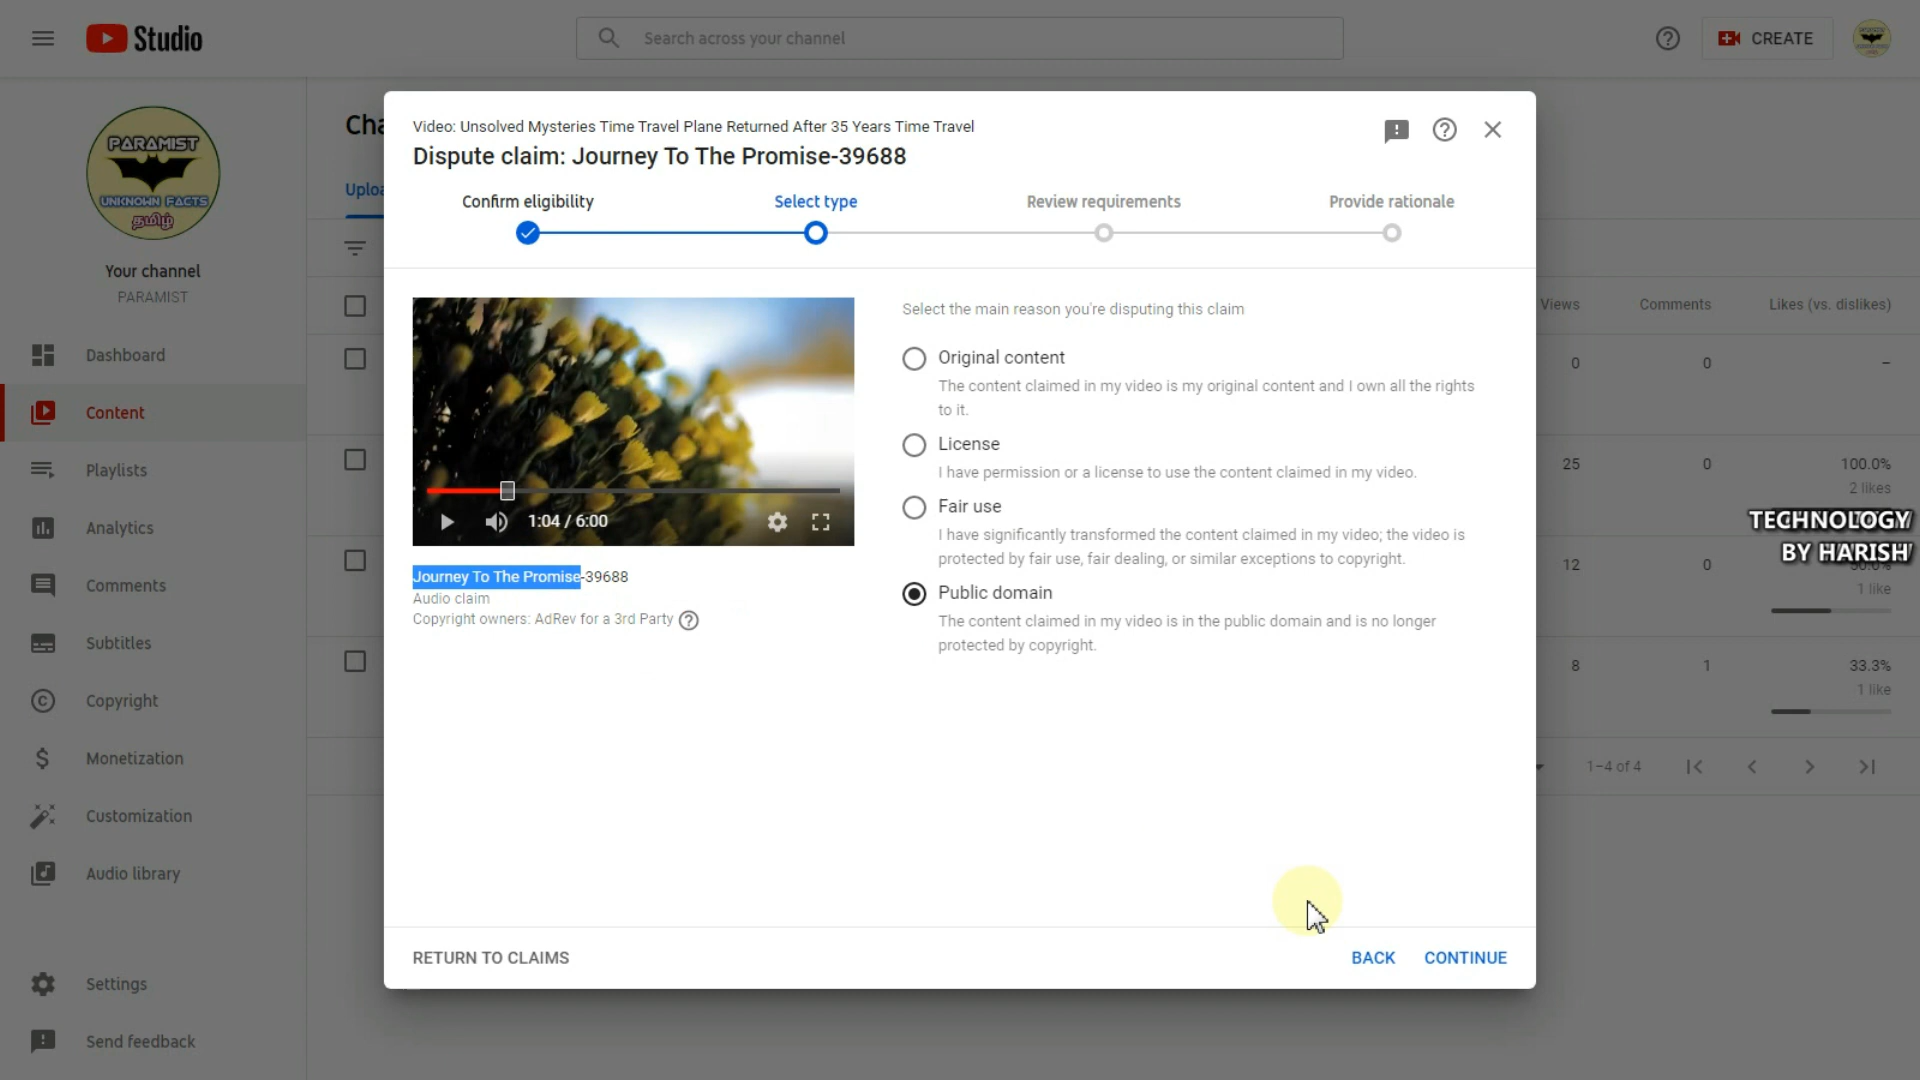 Studio
Search across your channel
CREATE
PARAMIST
UNKNOWN FACTS
தமிழ்
Your channel
PARAMIST
Dashboard
Content
Playlists
Analytics
Comments
Subtitles
Copyright
Monetization
Customization
Audio library
Settings
Send feedback
Cha
Uploa
Video: Unsolved Mysteries Time Travel Plane Returned After 35 Years Time Travel
Dispute claim: Journey To The Promise-39688
Confirm eligibility
Select type
Review requirements
Provide rationale
1:04 / 6:00
Journey To The Promise-39688
Audio claim
Copyright owners: AdRev for a 3rd Party
Select the main reason you're disputing this claim
Original content
The content claimed in my video is my original content and I own all the rights
to it.
License
I have permission or a license to use the content claimed in my video.
Fair use
I have significantly transformed the content claimed in my video; the video is
protected by fair use, fair dealing, or similar exceptions to copyright.
Public domain
The content claimed in my video is in the public domain and is no longer
protected by copyright.
RETURN TO CLAIMS
BACK
CONTINUE
Views
Comments
Likes (vs. dislikes)
0
0
–
25
0
100.0%
2 likes
TECHNOLOGY
BY HARISH
12
0
1 like
8
1
33.3%
1 like
1–4 of 4